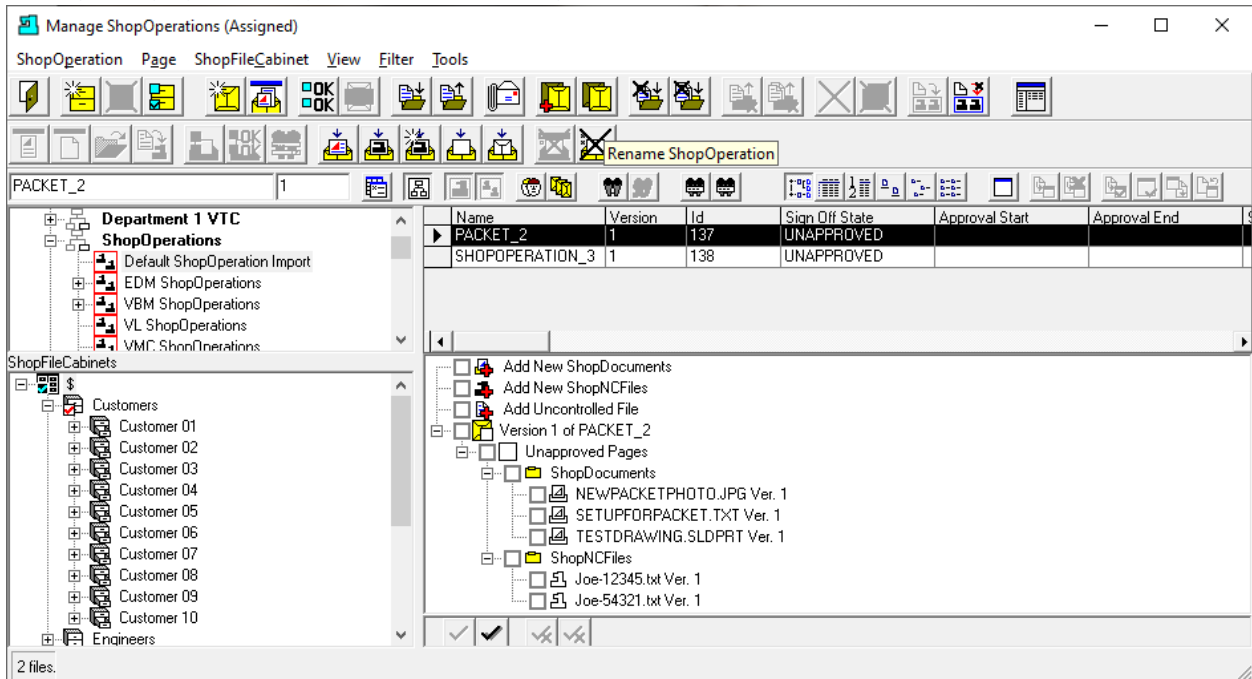 Manage ShopOperations (Assigned)
ShopOperation Page ShopFileCabinet View Filter Tools
OK
OK
OK
Rename ShopOperation
PACKET_2 1
Department 1 VTC
ShopOperations
Default ShopOperation Import
EDM ShopOperations
VBM ShopOperations
VL ShopOperations
VMC ShopOperations
Name Version Id Sign Off State Approval Start Approval End S
PACKET_2 1 137 UNAPPROVED
SHOPOPERATION_3 1 138 UNAPPROVED
ShopFileCabinets
$
Customers
Customer 01
Customer 02
Customer 03
Customer 04
Customer 05
Customer 06
Customer 07
Customer 08
Customer 09
Customer 10
Engineers
Add New ShopDocuments
Add New ShopNCFiles
Add Uncontrolled File
Version 1 of PACKET_2
Unapproved Pages
ShopDocuments
NEWPACKETPHOTO.JPG Ver. 1
SETUPFORPACKET.TXT Ver. 1
TESTDRAWING.SLDPRT Ver. 1
ShopNCFiles
Joe-12345.txt Ver. 1
Joe-54321.txt Ver. 1
2 files.